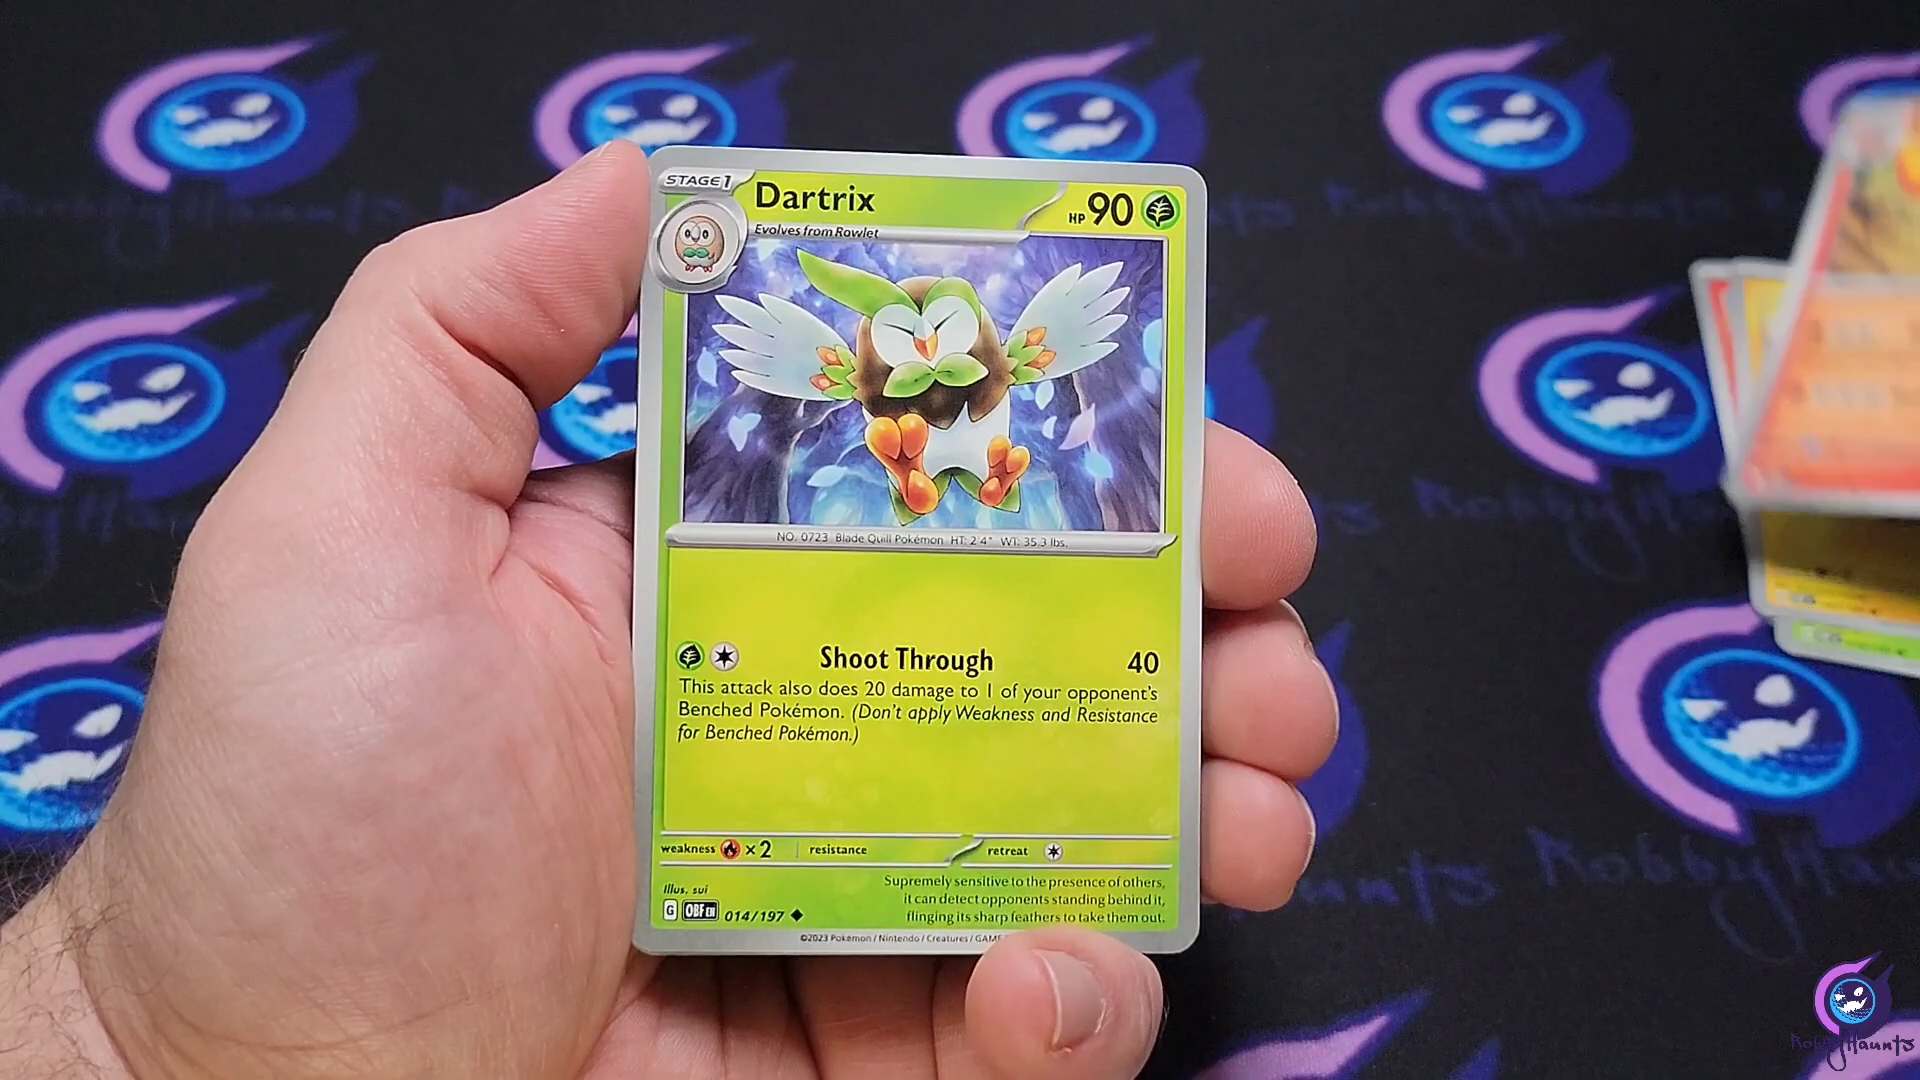 STAGE 1
Dartrix
HP 90
Evolves from Rowlet
NO. 0723 Blade Quill Pokémon HT: 2'4" WT: 35.3 lbs.
Shoot Through 40
This attack also does 20 damage to 1 of your opponent's
Benched Pokémon. (Don't apply Weakness and Resistance
for Benched Pokémon.)
weakness ×2 resistance retreat
Illus. sui
Supremely sensitive to the presence of others,
it can detect opponents standing behind it,
flinging its sharp feathers to take them out.
G OBF EN 014/197
©2023 Pokémon / Nintendo / Creatures / GAME
RobbyHaunts
RobbyHaunts